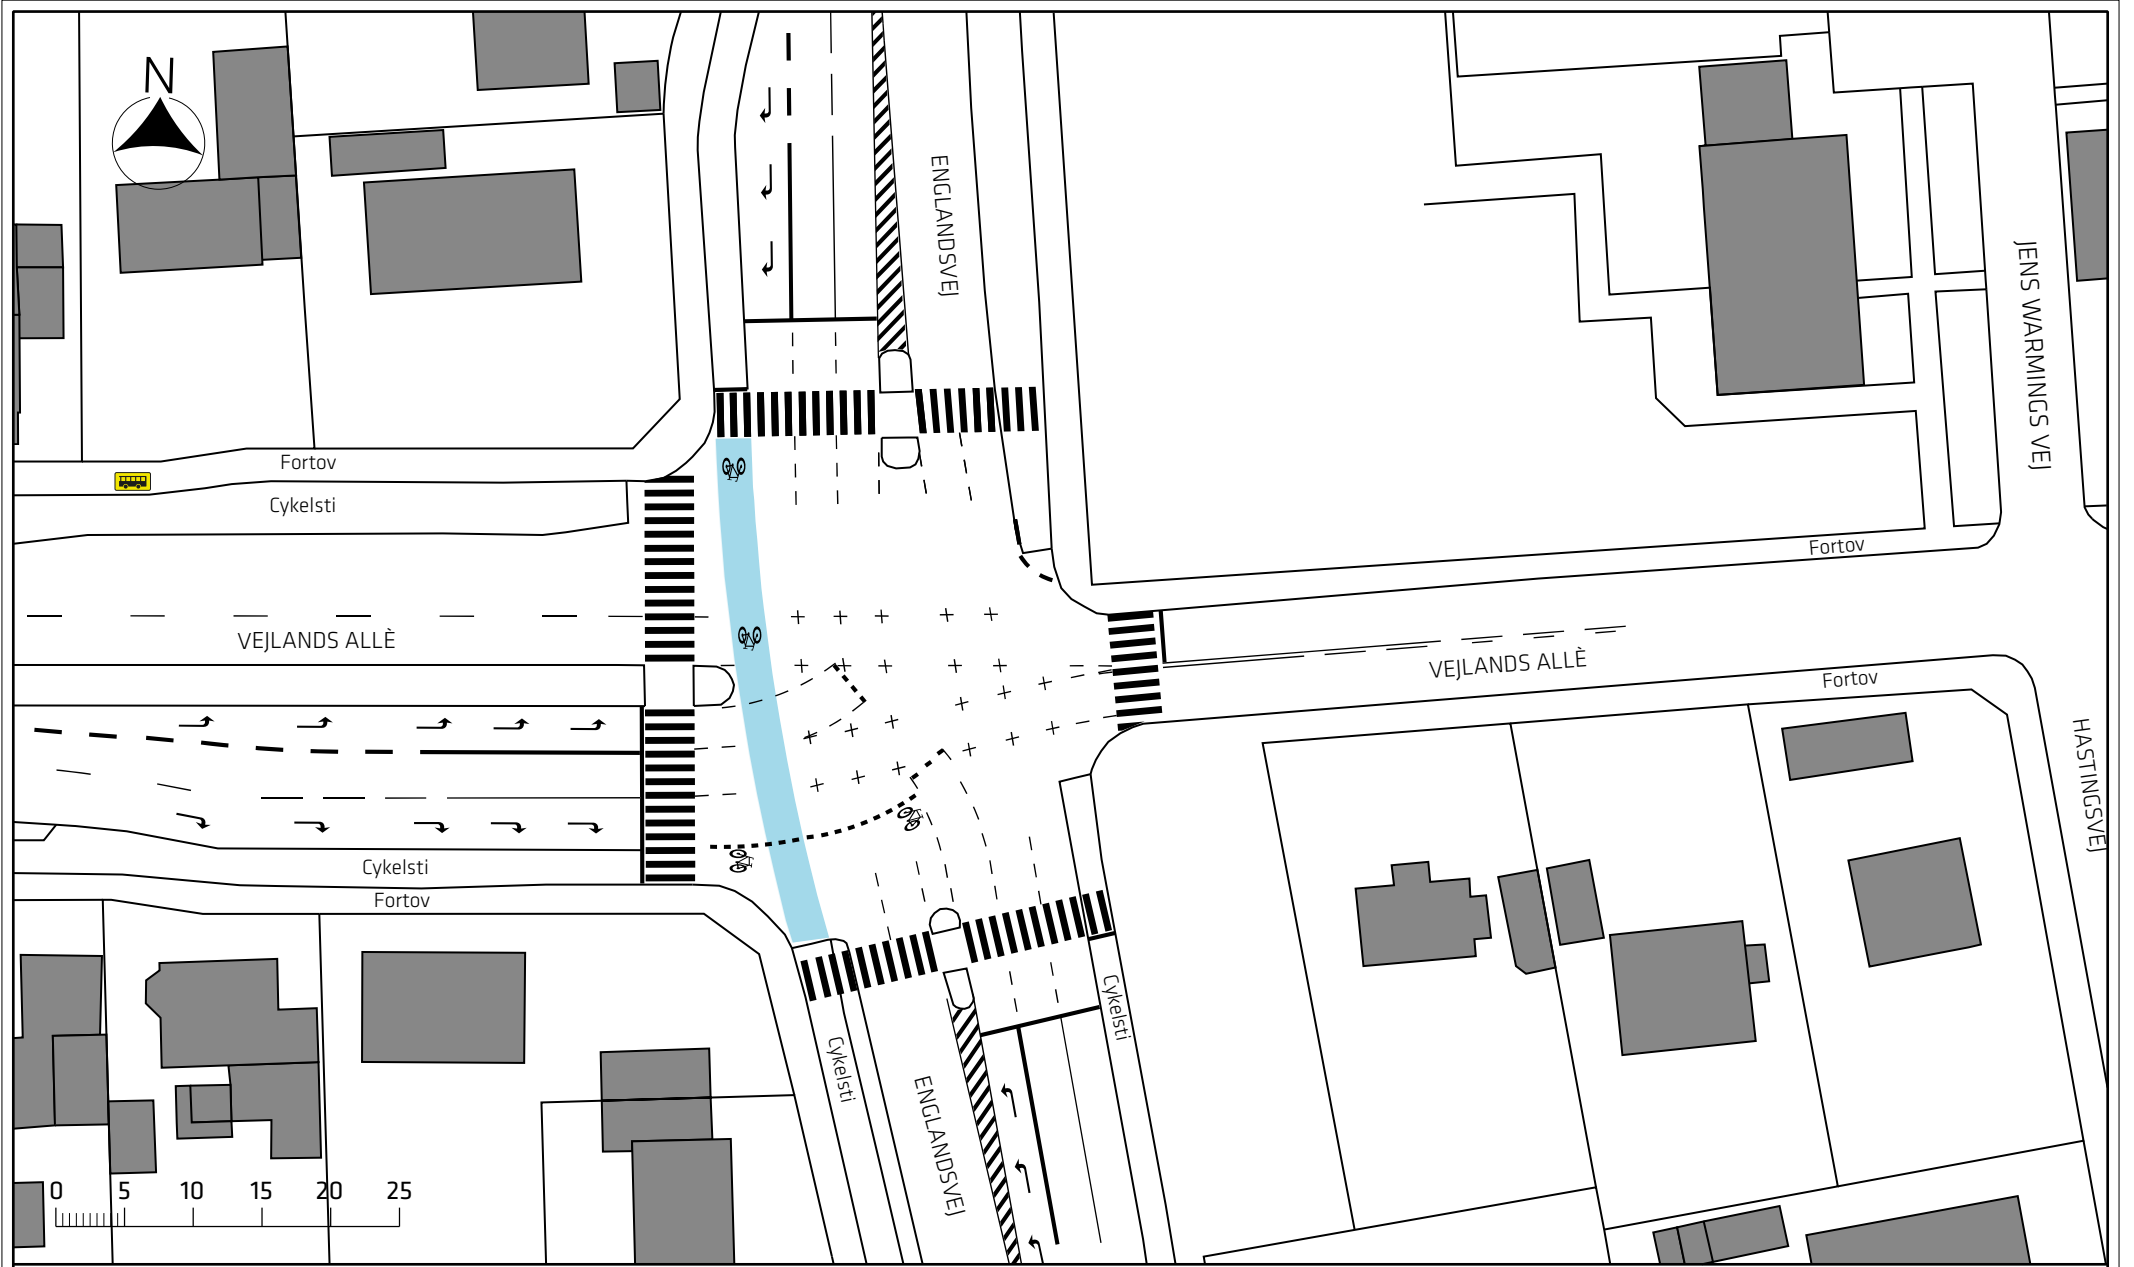 N
ENGLANDSVEJ
JENS WARMINGS VEJ
Fortov
Cykelsti
Fortov
VEJLANDS ALLÈ
VEJLANDS ALLÈ
Fortov
HASTINGSVEJ
Cykelsti
Fortov
Cykelsti
Cykelsti
ENGLANDSVEJ
0 5 10 15 20 25